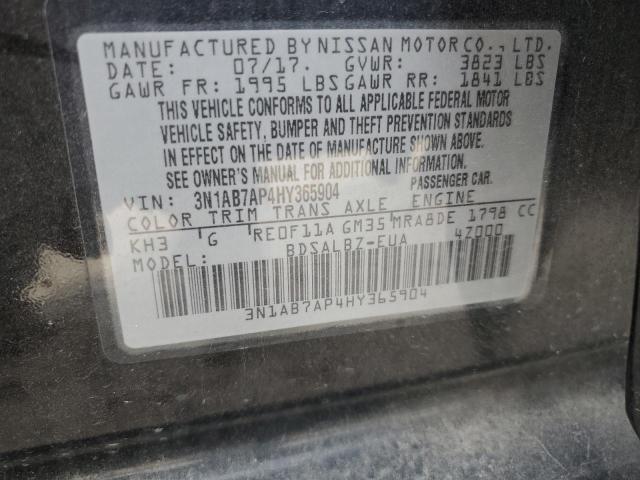 MANUFACTURED BY NISSAN MOTOR CO., LTD.
DATE: 07/17. GVWR: 3823 LBS
GAWR FR: 1995 LBS GAWR RR: 1841 LBS
THIS VEHICLE CONFORMS TO ALL APPLICABLE FEDERAL MOTOR
VEHICLE SAFETY, BUMPER AND THEFT PREVENTION STANDARDS
IN EFFECT ON THE DATE OF MANUFACTURE SHOWN ABOVE.
SEE OWNER'S MANUAL FOR ADDITIONAL INFORMATION.
VIN: 3N1AB7AP4HY365904 PASSENGER CAR.
COLOR TRIM TRANS AXLE ENGINE
KH3 G RE0F11A GM35 MRA8DE 1798 CC
MODEL: BDSALBZ-EUA 4Z000
3N1AB7AP4HY365904